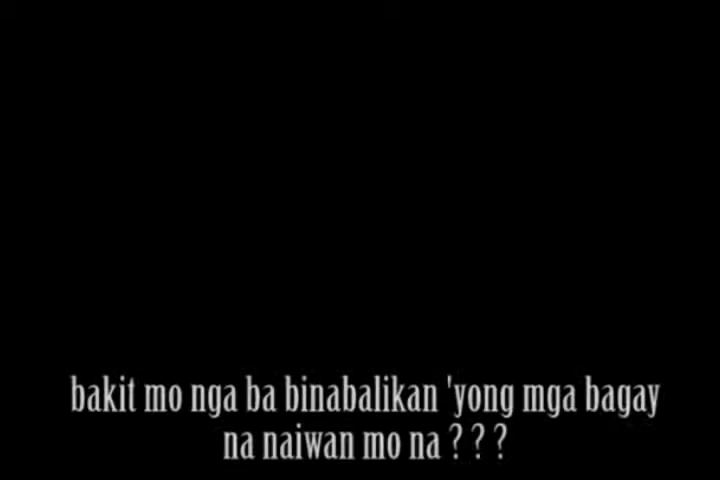 bakit mo nga ba binabalikan 'yong mga bagay
na naiwan mo na ? ? ?